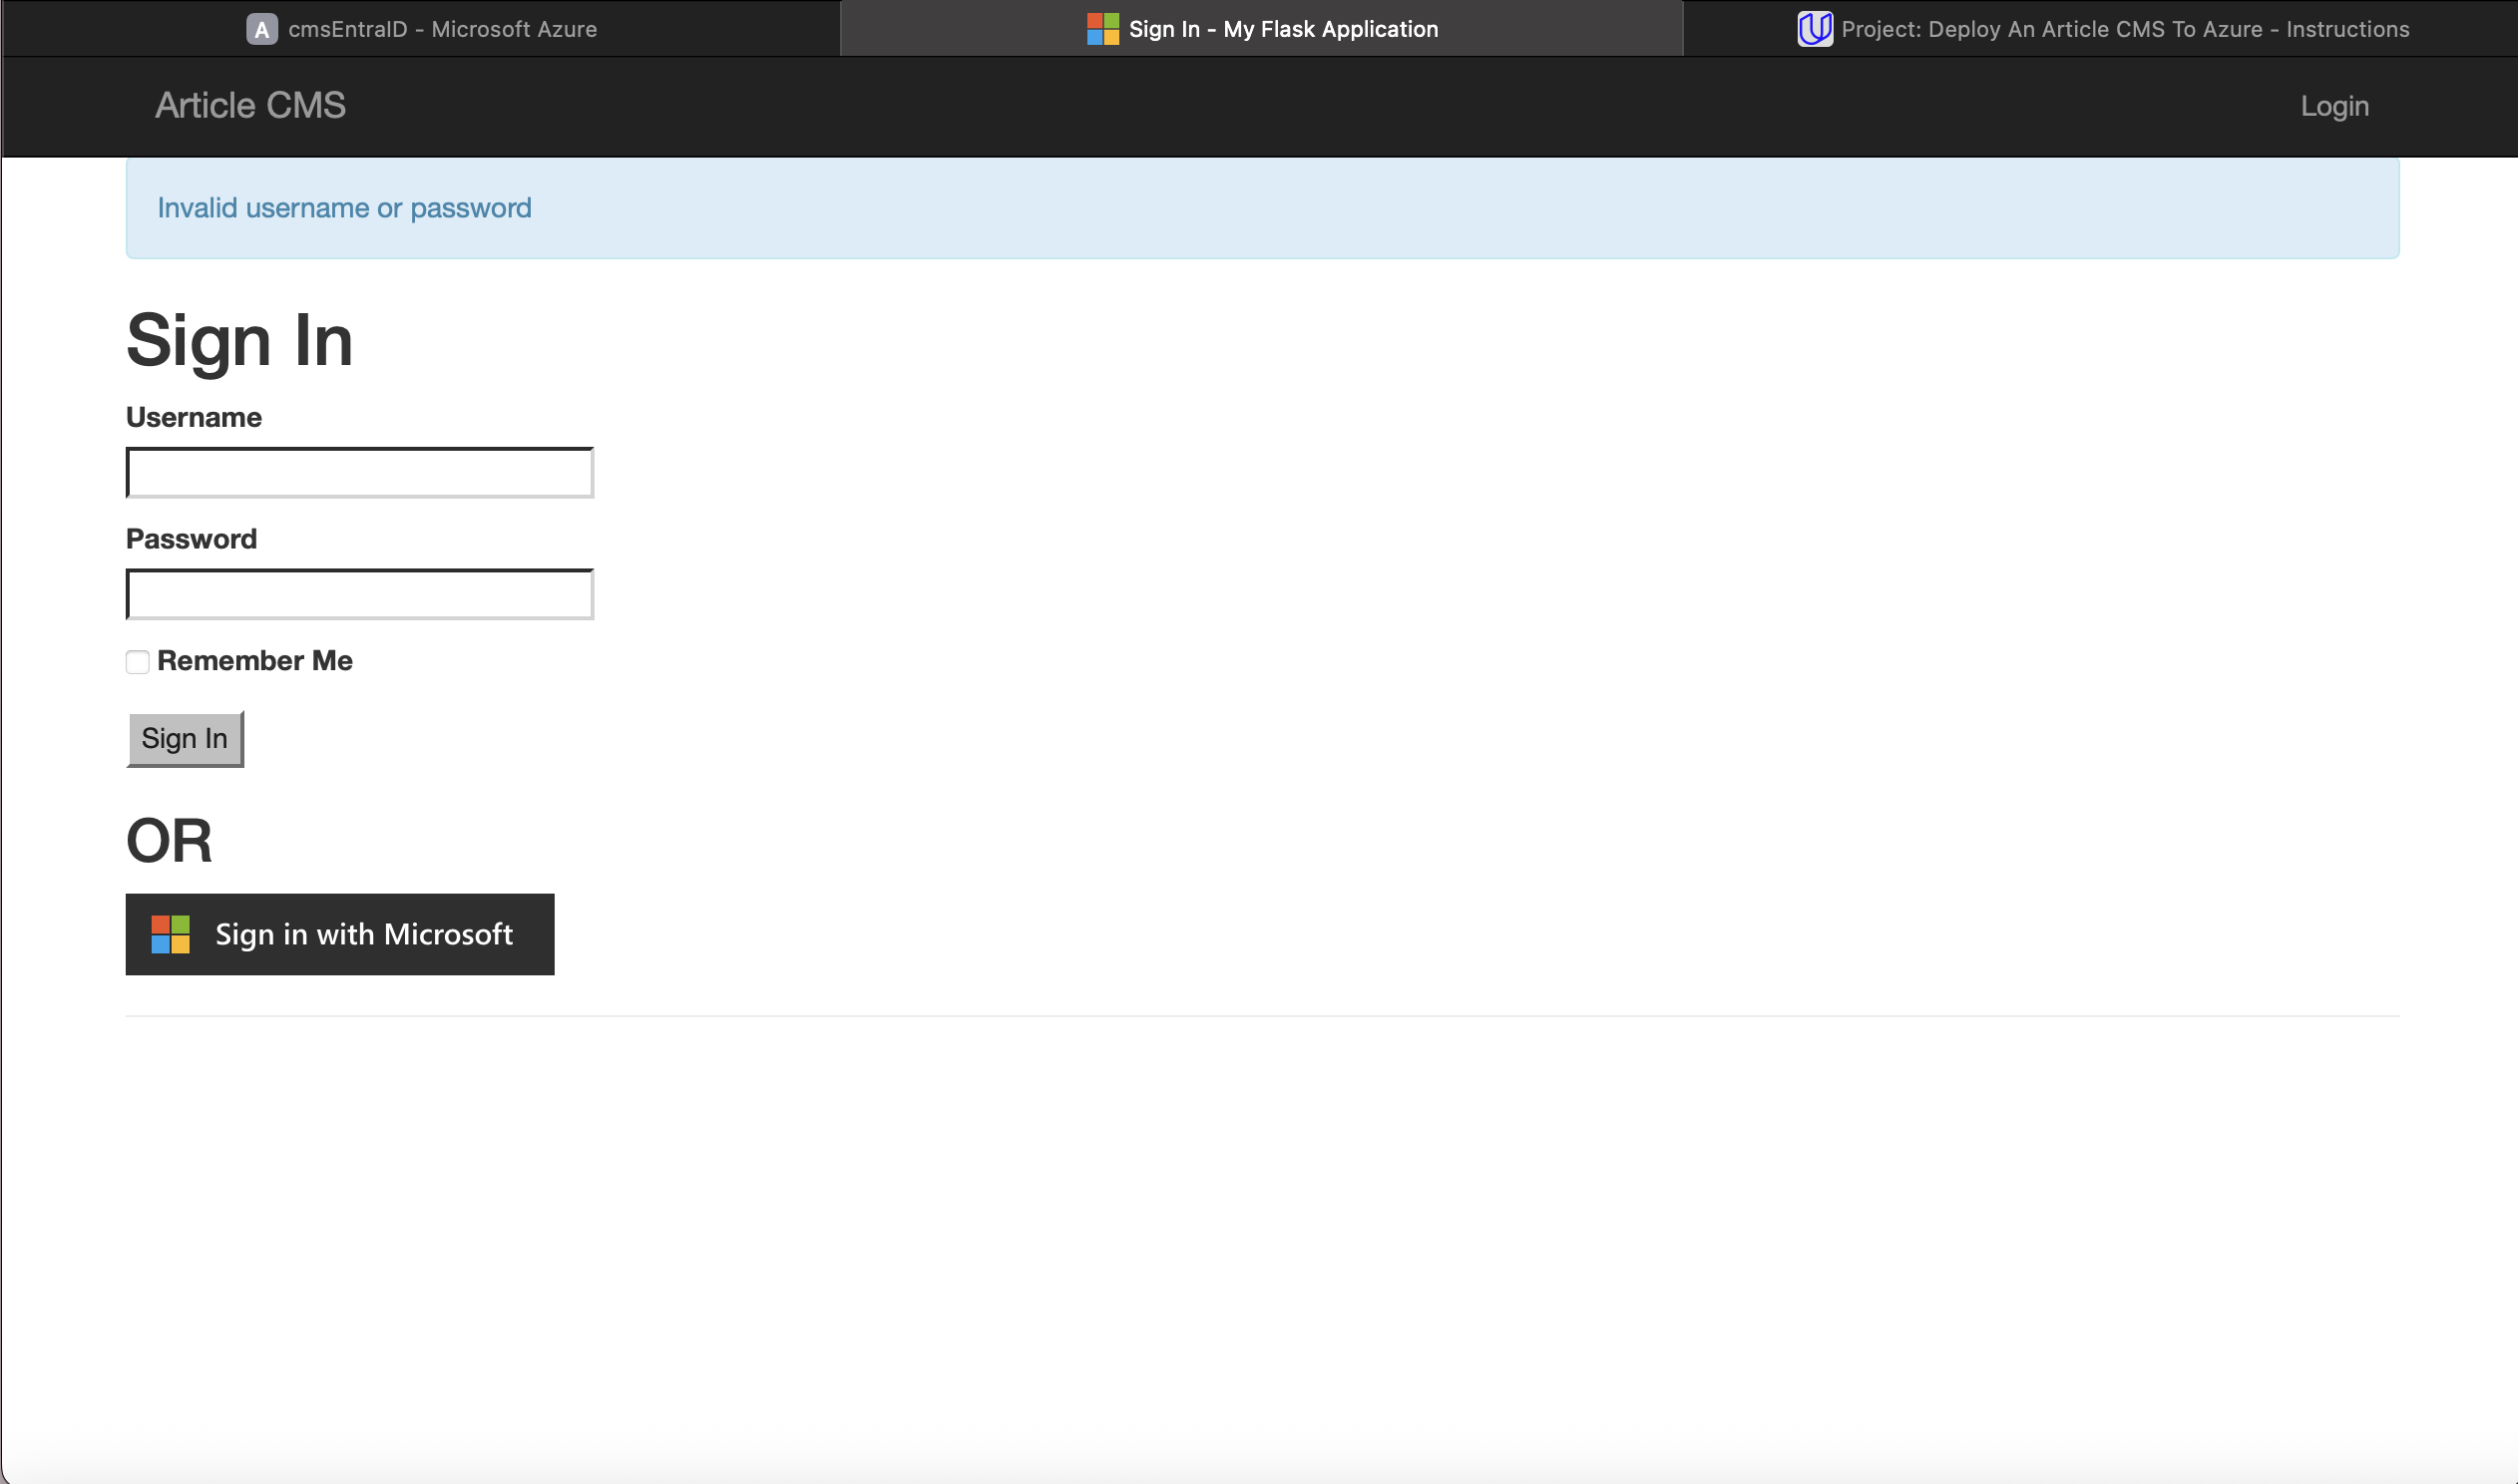 A cmsEntraID - Microsoft Azure
Sign In - My Flask Application
Project: Deploy An Article CMS To Azure - Instructions
Article CMS
Login
Invalid username or password
Sign In
Username
Password
Remember Me
Sign In
OR
Sign in with Microsoft